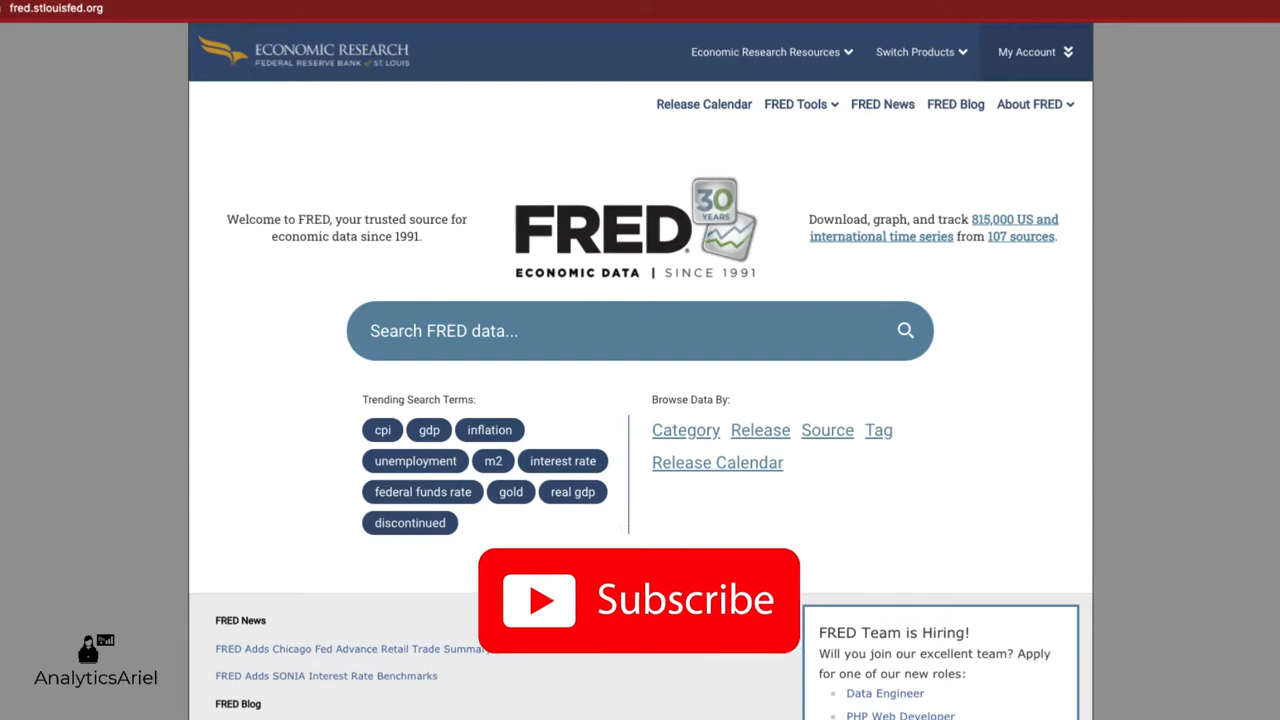 fred.stlouisfed.org
ECONOMIC RESEARCH
FEDERAL RESERVE BANK of ST. LOUIS
Economic Research Resources
Switch Products
My Account
Release Calendar
FRED Tools
FRED News
FRED Blog
About FRED
Welcome to FRED, your trusted source for
economic data since 1991.
30
YEARS
FRED
ECONOMIC DATA | SINCE 1991
Download, graph, and track 815,000 US and
international time series from 107 sources.
Search FRED data...
Trending Search Terms:
cpi
gdp
inflation
unemployment
m2
interest rate
federal funds rate
gold
real gdp
discontinued
Browse Data By:
Category
Release
Source
Tag
Release Calendar
Subscribe
FRED News
FRED Adds Chicago Fed Advance Retail Trade Summary
FRED Adds SONIA Interest Rate Benchmarks
FRED Blog
FRED Team is Hiring!
Will you join our excellent team? Apply
for one of our new roles:
Data Engineer
PHP Web Developer
AnalyticsAriel